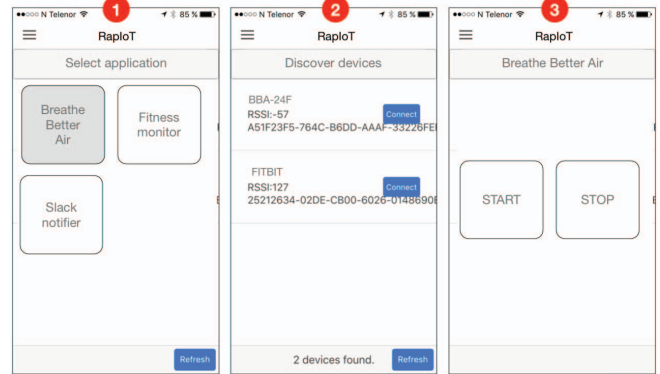 1
N Telenor 85 %
RapIoT
Select application
Breathe
Better
Air
Fitness
monitor
Slack
notifier
Refresh
2
N Telenor 85 %
RapIoT
Discover devices
BBA-24F
RSSI:-57
Connect
A51F23F5-764C-B6DD-AAAF-33226FE
FITBIT
RSSI:127
Connect
25212634-02DE-CB00-6026-0148690
2 devices found.
Refresh
3
N Telenor 85 %
RapIoT
Breathe Better Air
START
STOP